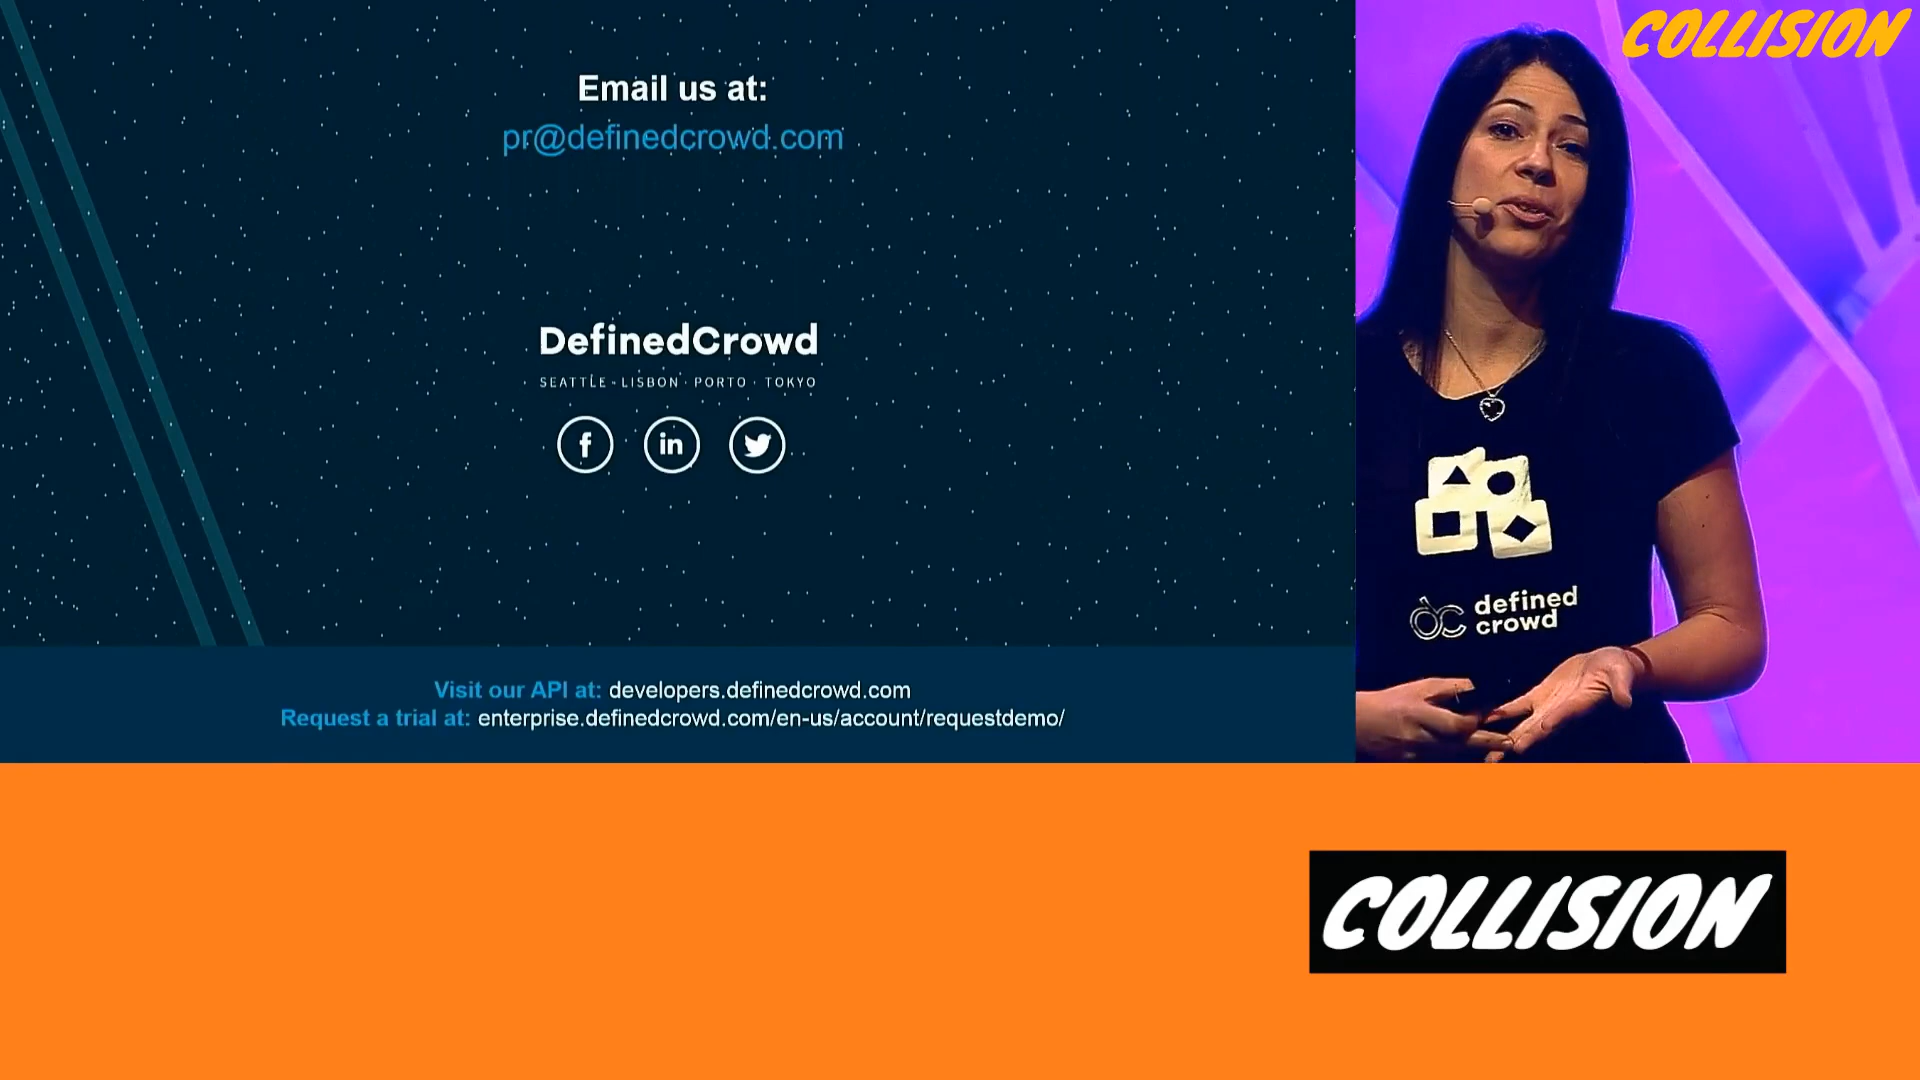 COLLISION
Email us at:
pr@definedcrowd.com
DefinedCrowd
SEATTLE · LISBON · PORTO · TOKYO
f in
defined
crowd
Visit our API at: developers.definedcrowd.com
Request a trial at: enterprise.definedcrowd.com/en-us/account/requestdemo/
COLLISION